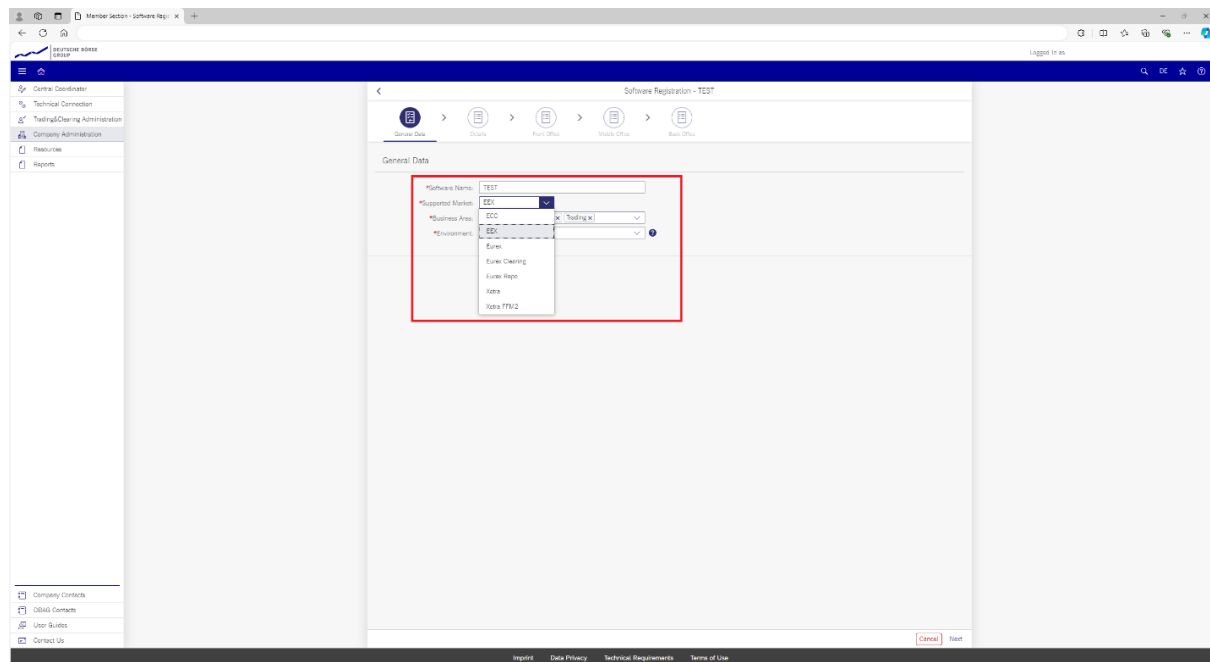 Member Section - Software Regi
DEUTSCHE BÖRSE
GROUP
Logged in as
DE
Central Coordinator
Technical Connection
Trading&Clearing Administration
Company Administration
Resources
Reports
Software Registration - TEST
General Data
Details
Front Office
Middle Office
Back Office
General Data
*Software Name: TEST
*Supported Market: EEX
*Business Area: Trading
*Environment:
ECC
EEX
Eurex
Eurex Clearing
Eurex Repo
Xetra
Xetra FFM2
Company Contacts
DBAG Contacts
User Guides
Contact Us
Cancel Next
Imprint Data Privacy Technical Requirements Terms of Use